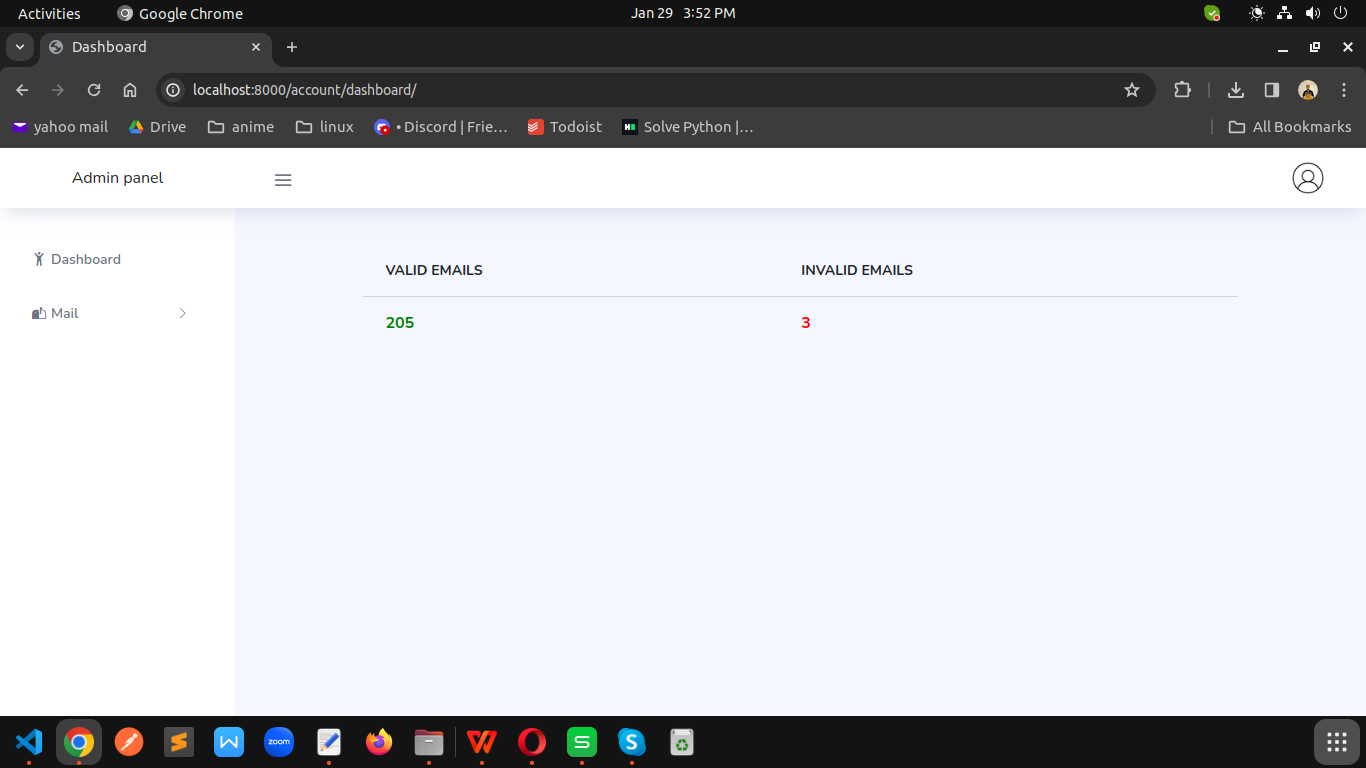 Activities Google Chrome Jan 29 3:52 PM
Dashboard
localhost:8000/account/dashboard/
yahoo mail Drive anime linux • Discord | Frie... Todoist Solve Python |... All Bookmarks
Admin panel
Dashboard
Mail
VALID EMAILS INVALID EMAILS
205 3
zoom